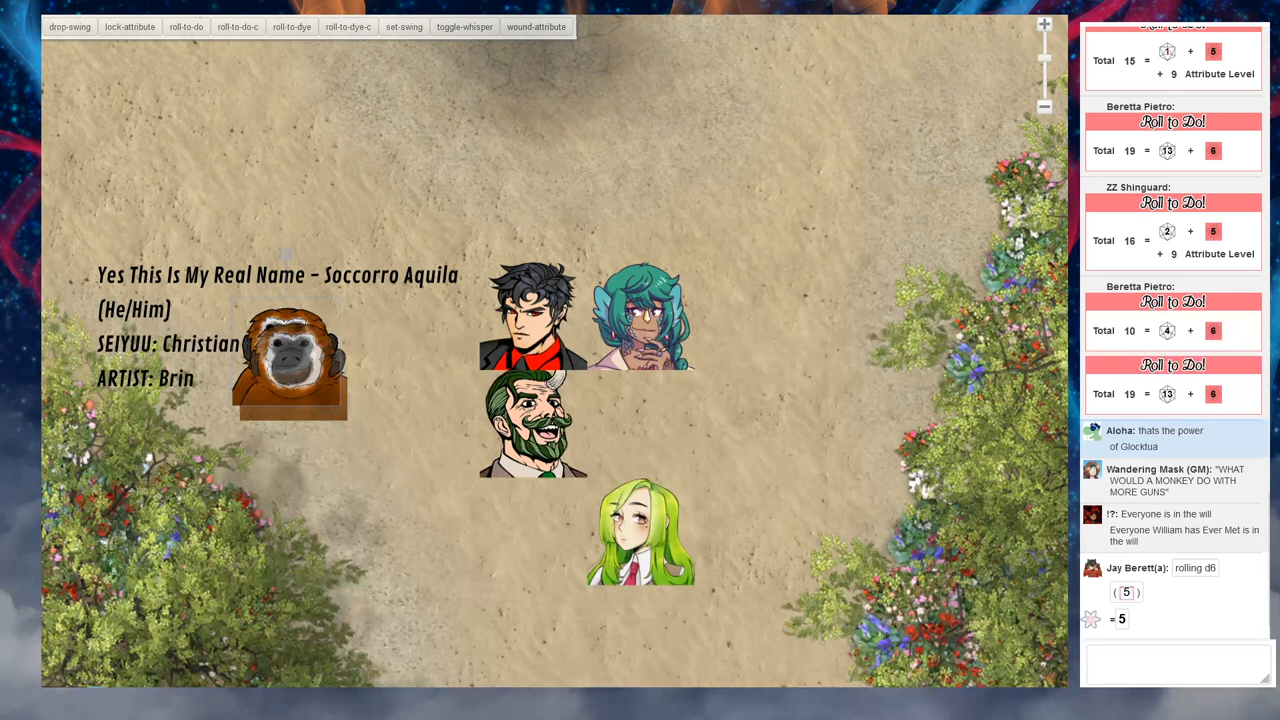 drop-swing lock-attribute roll-to-do roll-to-do-c roll-to-dye roll-to-dye-c set-swing toggle-whisper wound-attribute
Yes This Is My Real Name - Soccorro Aquila
(He/Him)
SEIYUU: Christian
ARTIST: Brin
Total 15 = 1 + 5
+ 9 Attribute Level
Beretta Pietro:
Roll to Do!
Total 19 = 13 + 6
ZZ Shinguard:
Roll to Do!
Total 16 = 2 + 5
+ 9 Attribute Level
Beretta Pietro:
Roll to Do!
Total 10 = 4 + 6
Roll to Do!
Total 19 = 13 + 6
Aloha: thats the power
of Glocktua
Wandering Mask (GM): "WHAT
WOULD A MONKEY DO WITH
MORE GUNS"
!?: Everyone is in the will
Everyone William has Ever Met is in
the will
Jay Berett(a): rolling d6
(5)
=5